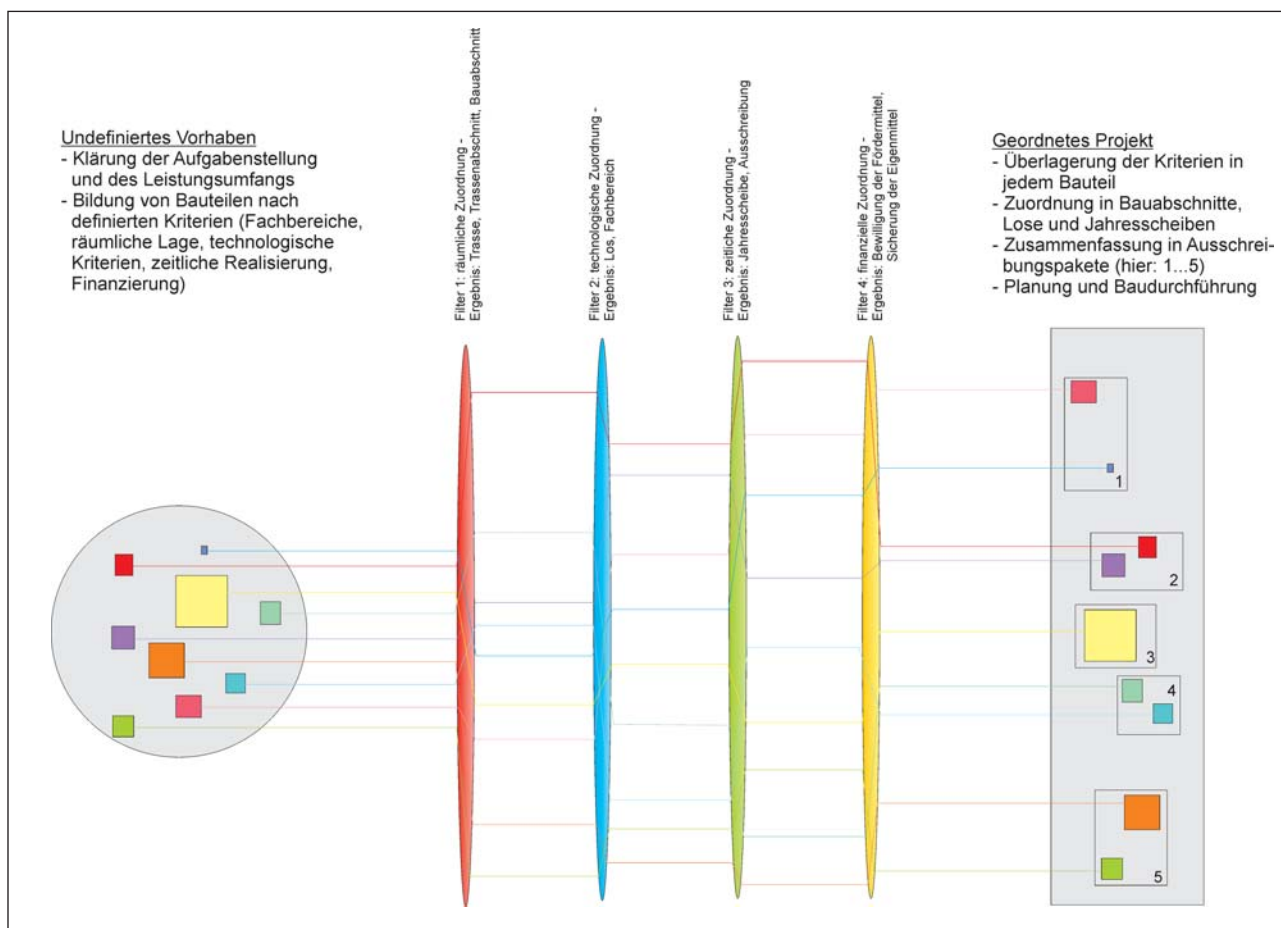 Undefiniertes Vorhaben
- Klärung der Aufgabenstellung
und des Leistungsumfangs
- Bildung von Bauteilen nach
definierten Kriterien (Fachbereiche,
räumliche Lage, technologische
Kriterien, zeitliche Realisierung,
Finanzierung)
Filter 1: räumliche Zuordnung -
Ergebnis: Trasse, Trassenabschnitt, Bauabschnitt
Filter 2: technologische Zuordnung -
Ergebnis: Los, Fachbereich
Filter 3: zeitliche Zuordnung -
Ergebnis: Jahresscheibe, Ausschreibung
Filter 4: finanzielle Zuordnung -
Ergebnis: Bewilligung der Fördermittel,
Sicherung der Eigenmittel
Geordnetes Projekt
- Überlagerung der Kriterien in
jedem Bauteil
- Zuordnung in Bauabschnitte,
Lose und Jahresscheiben
- Zusammenfassung in Ausschrei-
bungspakete (hier: 1...5)
- Planung und Baudurchführung
1
2
3
4
5